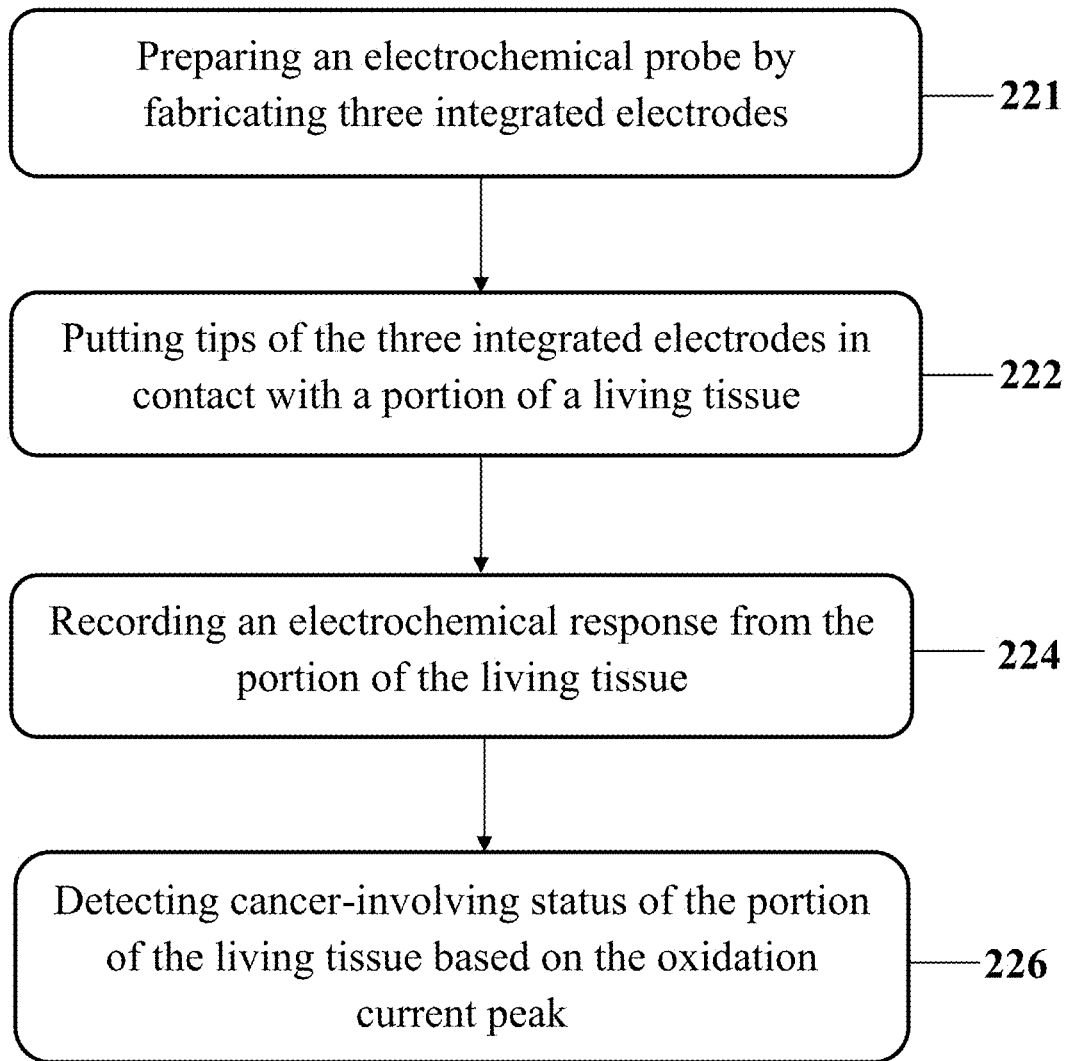 Preparing an electrochemical probe by
fabricating three integrated electrodes
221
Putting tips of the three integrated electrodes in
contact with a portion of a living tissue
222
Recording an electrochemical response from the
portion of the living tissue
224
Detecting cancer-involving status of the portion
of the living tissue based on the oxidation
current peak
226